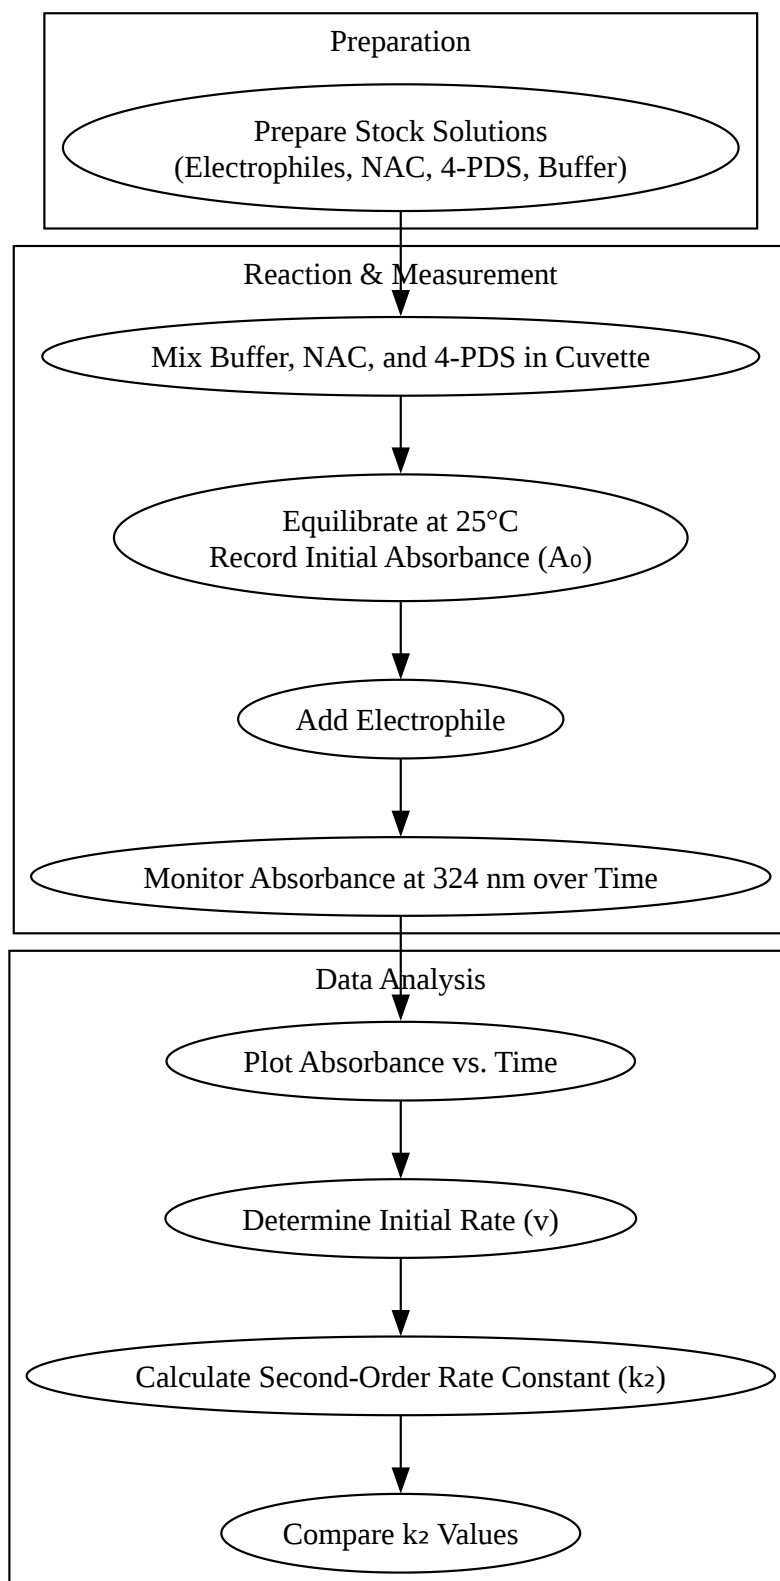 Preparation
Prepare Stock Solutions
(Electrophiles, NAC, 4-PDS, Buffer)
Reaction & Measurement
Mix Buffer, NAC, and 4-PDS in Cuvette
Equilibrate at 25°C
Record Initial Absorbance (A₀)
Add Electrophile
Monitor Absorbance at 324 nm over Time
Data Analysis
Plot Absorbance vs. Time
Determine Initial Rate (v)
Calculate Second-Order Rate Constant (k₂)
Compare k₂ Values